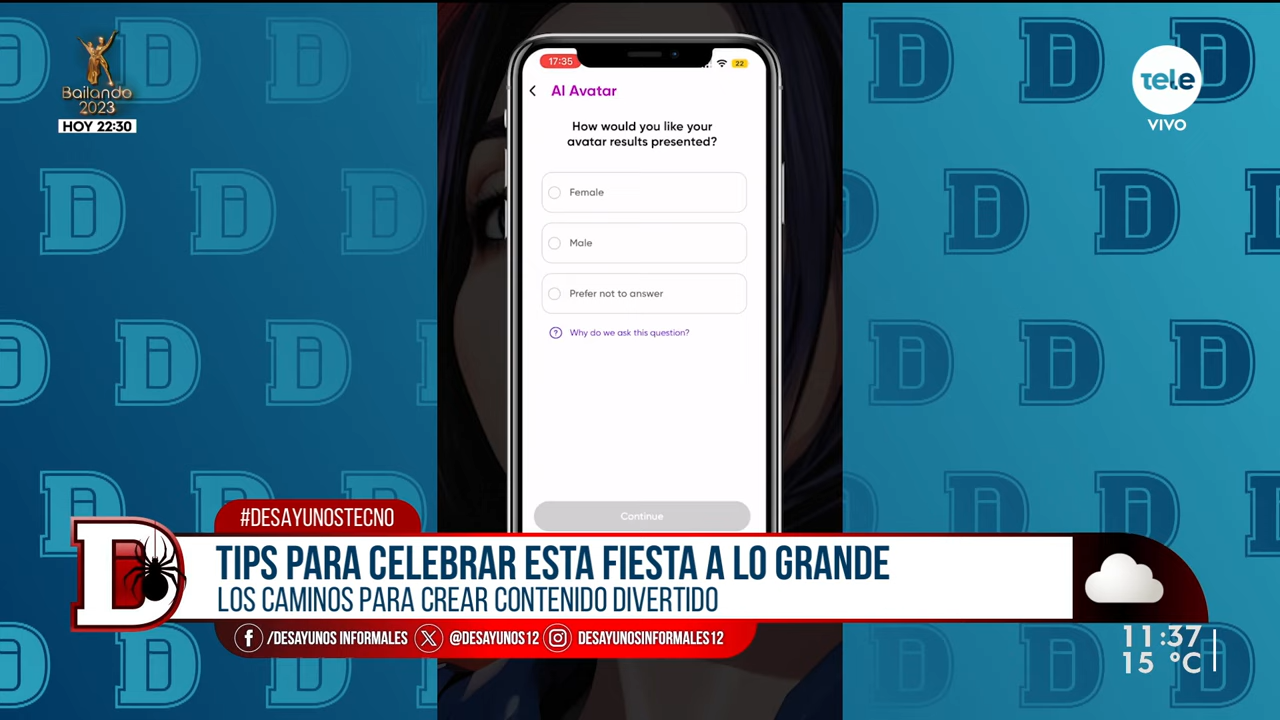 Bailando
2023
HOY 22:30
tele
VIVO
17:35
22
AI Avatar
How would you like your
avatar results presented?
Female
Male
Prefer not to answer
Why do we ask this question?
Continue
#DESAYUNOSTECNO
TIPS PARA CELEBRAR ESTA FIESTA A LO GRANDE
LOS CAMINOS PARA CREAR CONTENIDO DIVERTIDO
/DESAYUNOS INFORMALES @DESAYUNOS12 DESAYUNOSINFORMALES12
11:37
15 °C